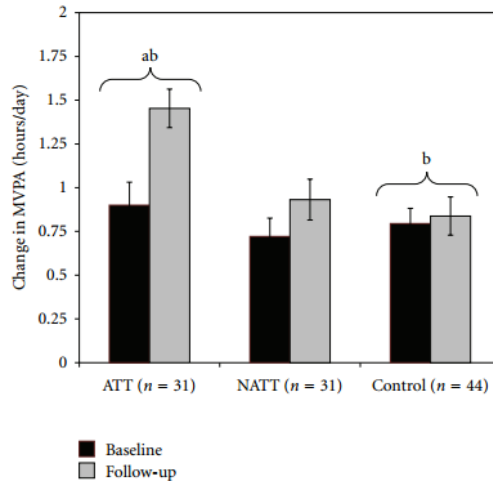 2
1.75
1.5
1.25
1
0.75
0.5
0.25
0
Change in MVPA (hours/day)
ab
b
ATT (n = 31)
NATT (n = 31)
Control (n = 44)
Baseline
Follow-up